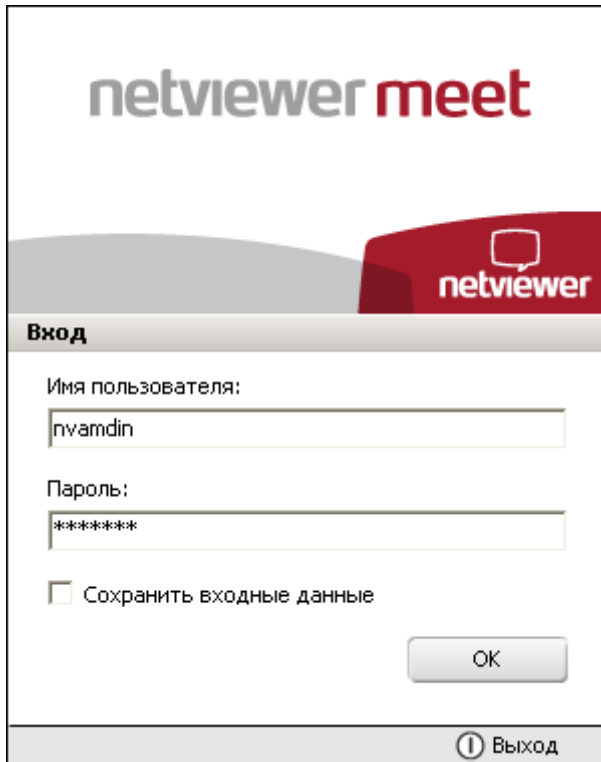 netviewer meet
netviewer
Вход
Имя пользователя:
nvamdin
Пароль:
*******
Сохранить входные данные
OK
Выход